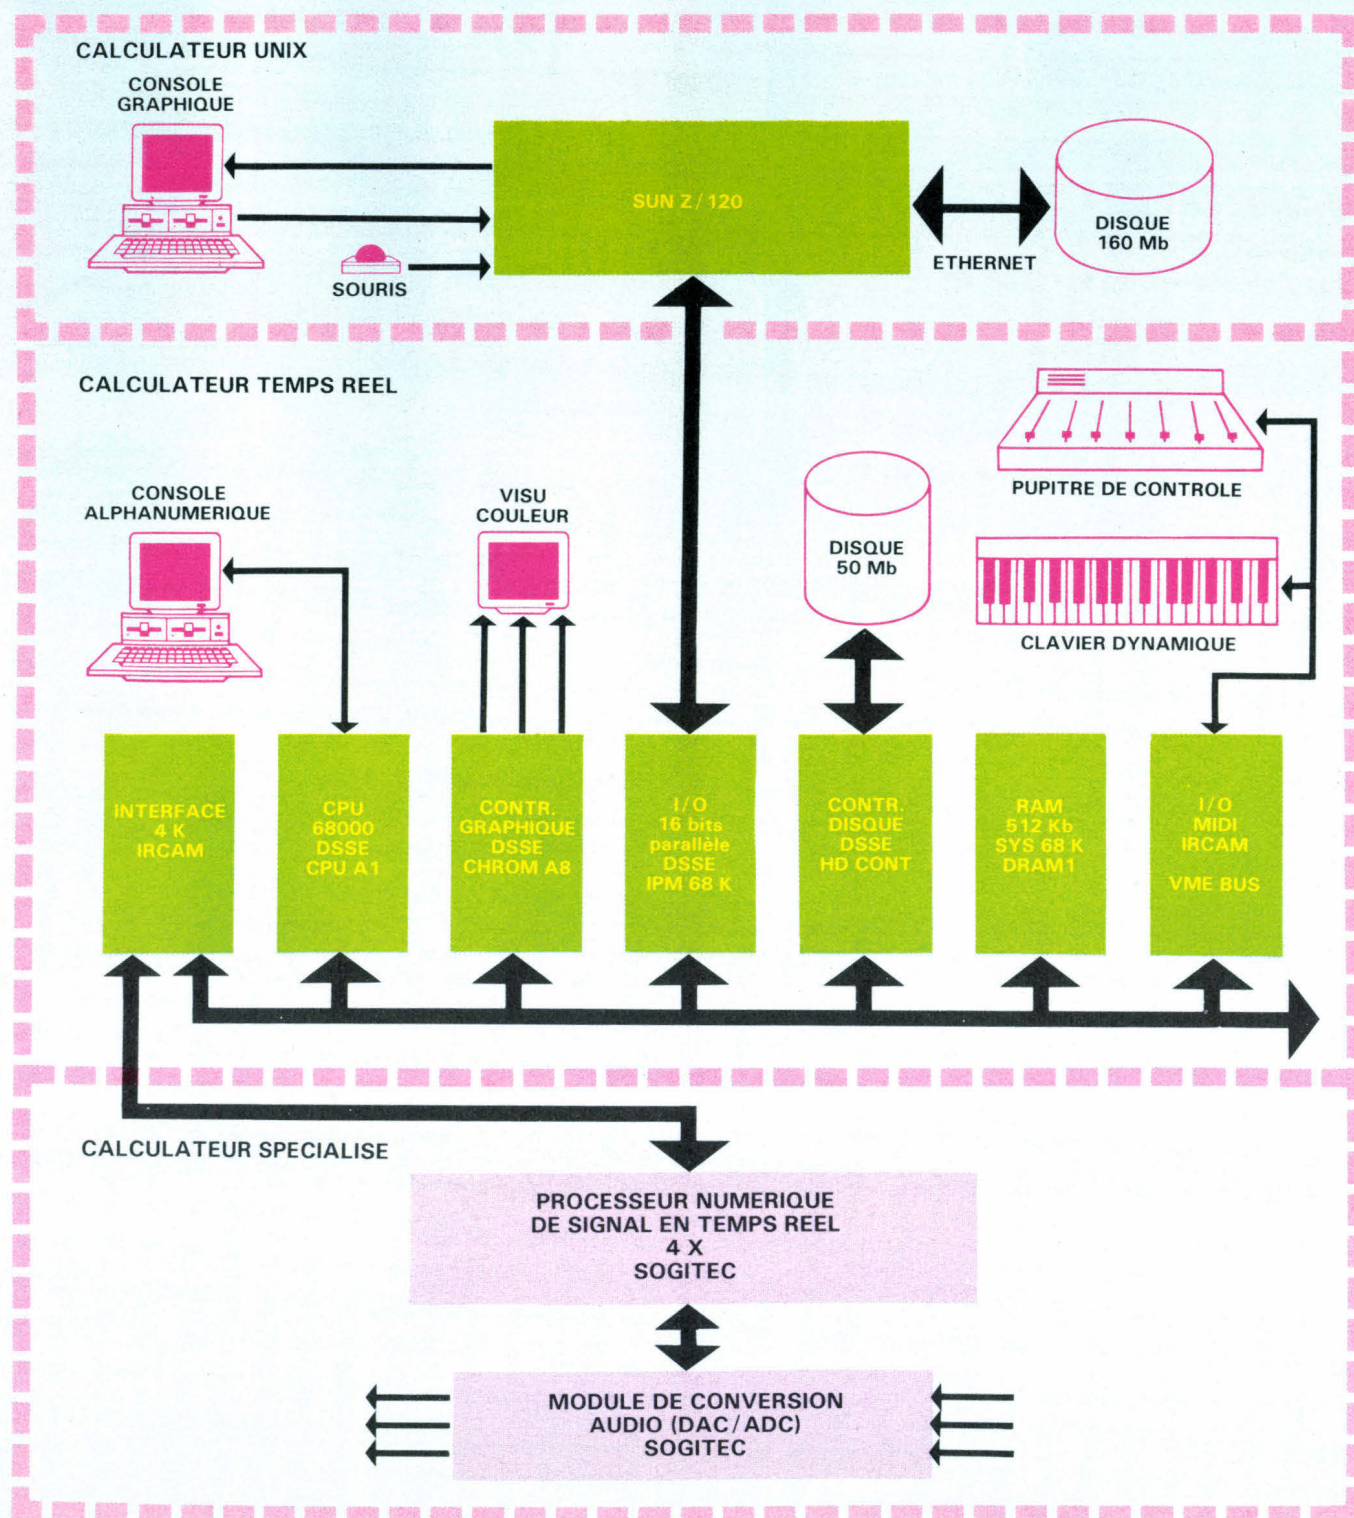 CALCULATEUR UNIX
CONSOLE
GRAPHIQUE
SUN Z/120
DISQUE
160 Mb
ETHERNET
SOURIS
CALCULATEUR TEMPS REEL
PUPITRE DE CONTROLE
CONSOLE
ALPHANUMERIQUE
VISU
COULEUR
DISQUE
50 Mb
CLAVIER DYNAMIQUE
INTERFACE
4 K
IRCAM
CPU
68000
DSSE
CPU A1
CONTR.
GRAPHIQUE
DSSE
CHROM A8
I/O
16 bits
parallèle
DSSE
IPM 68 K
CONTR.
DISQUE
DSSE
HD CONT
RAM
512 Kb
SYS 68 K
DRAM1
I/O
MIDI
IRCAM
VME BUS
CALCULATEUR SPECIALISE
PROCESSEUR NUMERIQUE
DE SIGNAL EN TEMPS REEL
4 X
SOGITEC
MODULE DE CONVERSION
AUDIO (DAC/ADC)
SOGITEC